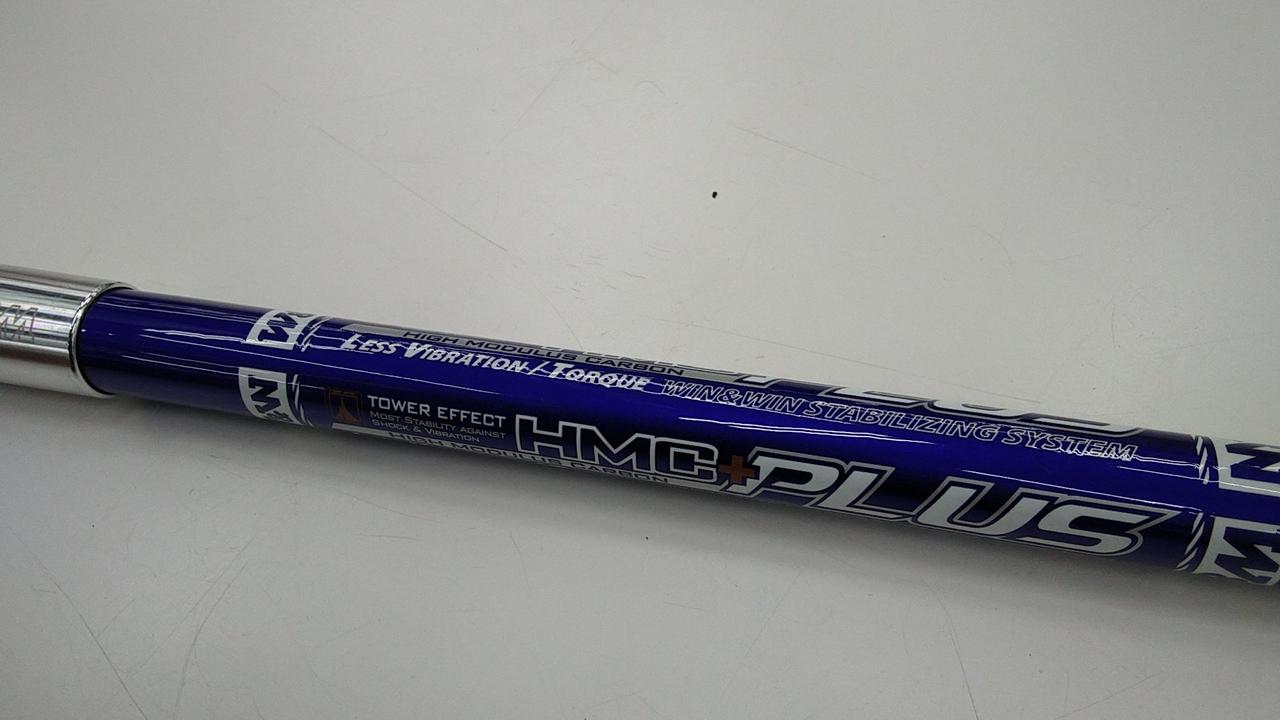 HIGH MODULUS CARBON
LESS VIBRATION / TORQUE WIN&WIN STABILIZING SYSTEM
TOWER EFFECT
MOST STABILITY AGAINST
SHOCK & VIBRATION
HMC+PLUS
HIGH MODULUS CARBON